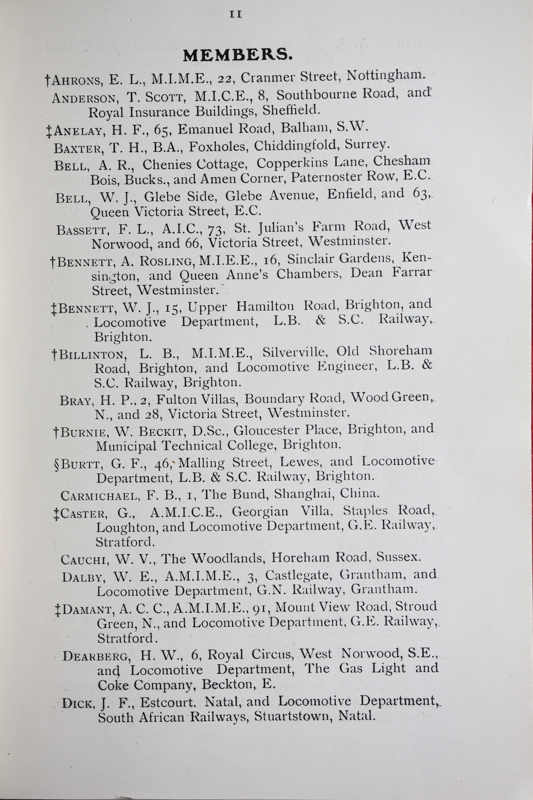 11
MEMBERS.
†AHRONS, E. L., M.I.M.E., 22, Cranmer Street, Nottingham.
ANDERSON, T. SCOTT, M.I.C.E., 8, Southbourne Road, and
Royal Insurance Buildings, Sheffield.
‡ANELAY, H. F., 65, Emanuel Road, Balham, S.W.
BAXTER, T. H., B.A., Foxholes, Chiddingfold, Surrey.
BELL, A. R., Chenies Cottage, Copperkins Lane, Chesham
Bois, Bucks., and Amen Corner, Paternoster Row, E.C.
BELL, W. J., Glebe Side, Glebe Avenue, Enfield, and 63,
Queen Victoria Street, E.C.
BASSETT, F. L., A.I.C., 73, St. Julian's Farm Road, West
Norwood, and 66, Victoria Street, Westminster.
†BENNETT, A. ROSLING, M.I.E.E., 16, Sinclair Gardens, Ken-
sington, and Queen Anne's Chambers, Dean Farrar
Street, Westminster.
‡BENNETT, W. J., 15, Upper Hamilton Road, Brighton, and
Locomotive Department, L.B. & S.C. Railway,
Brighton.
†BILLINTON, L. B., M.I.M.E., Silverville, Old Shoreham
Road, Brighton, and Locomotive Engineer, L.B. &
S.C. Railway, Brighton.
BRAY, H. P., 2, Fulton Villas, Boundary Road, Wood Green,
N., and 28, Victoria Street, Westminster.
†BURNIE, W. BECKIT, D.Sc., Gloucester Place, Brighton, and
Municipal Technical College, Brighton.
§BURTT, G. F., 46, Malling Street, Lewes, and Locomotive
Department, L.B. & S.C. Railway, Brighton.
CARMICHAEL, F. B., 1, The Bund, Shanghai, China.
‡CASTER, G., A.M.I.C.E., Georgian Villa, Staples Road,
Loughton, and Locomotive Department, G.E. Railway,
Stratford.
CAUCHI, W. V., The Woodlands, Horeham Road, Sussex.
DALBY, W. E., A.M.I.M.E., 3, Castlegate, Grantham, and
Locomotive Department, G.N. Railway, Grantham.
‡DAMANT, A. C. C., A.M.I.M.E., 91, Mount View Road, Stroud
Green, N., and Locomotive Department, G.E. Railway,
Stratford.
DEARBERG, H. W., 6, Royal Circus, West Norwood, S.E.,
and Locomotive Department, The Gas Light and
Coke Company, Beckton, E.
DICK, J. F., Estcourt, Natal, and Locomotive Department,
South African Railways, Stuartstown, Natal.